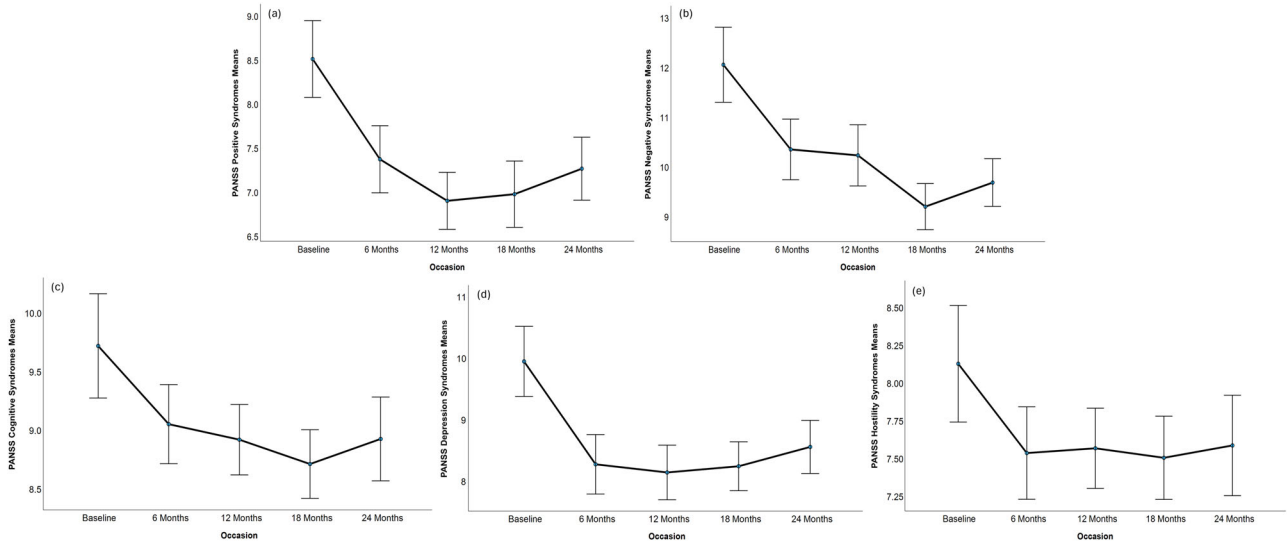 (a)
PANSS Positive Syndromes Means
9.0
8.5
8.0
7.5
7.0
6.5
Baseline 6 Months 12 Months 18 Months 24 Months
Occasion
(b)
PANSS Negative Syndromes Means
13
12
11
10
9
Baseline 6 Months 12 Months 18 Months 24 Months
Occasion
(c)
PANSS Cognitive Syndromes Means
10.0
9.5
9.0
8.5
Baseline 6 Months 12 Months 18 Months 24 Months
Occasion
(d)
PANSS Depression Syndromes Means
11
10
9
8
Baseline 6 Months 12 Months 18 Months 24 Months
Occasion
(e)
PANSS Hostility Syndromes Means
8.50
8.25
8.00
7.75
7.50
7.25
Baseline 6 Months 12 Months 18 Months 24 Months
Occasion